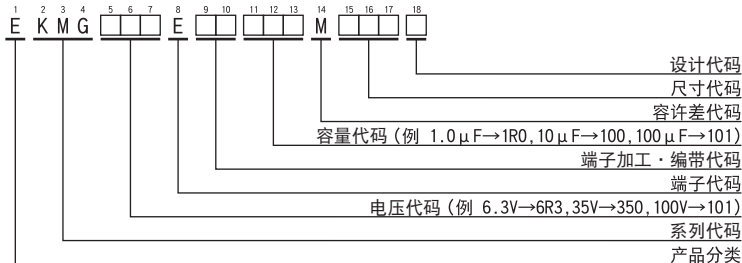 1 2 3 4 5 6 7 8 9 10 11 12 13 14 15 16 17 18
E K M G □□□ E □□ □□□ M □□□ □
设计代码
尺寸代码
容许差代码
容量代码(例 1.0μF→1R0,10μF→100,100μF→101)
端子加工·编带代码
端子代码
电压代码(例 6.3V→6R3,35V→350,100V→101)
系列代码
产品分类